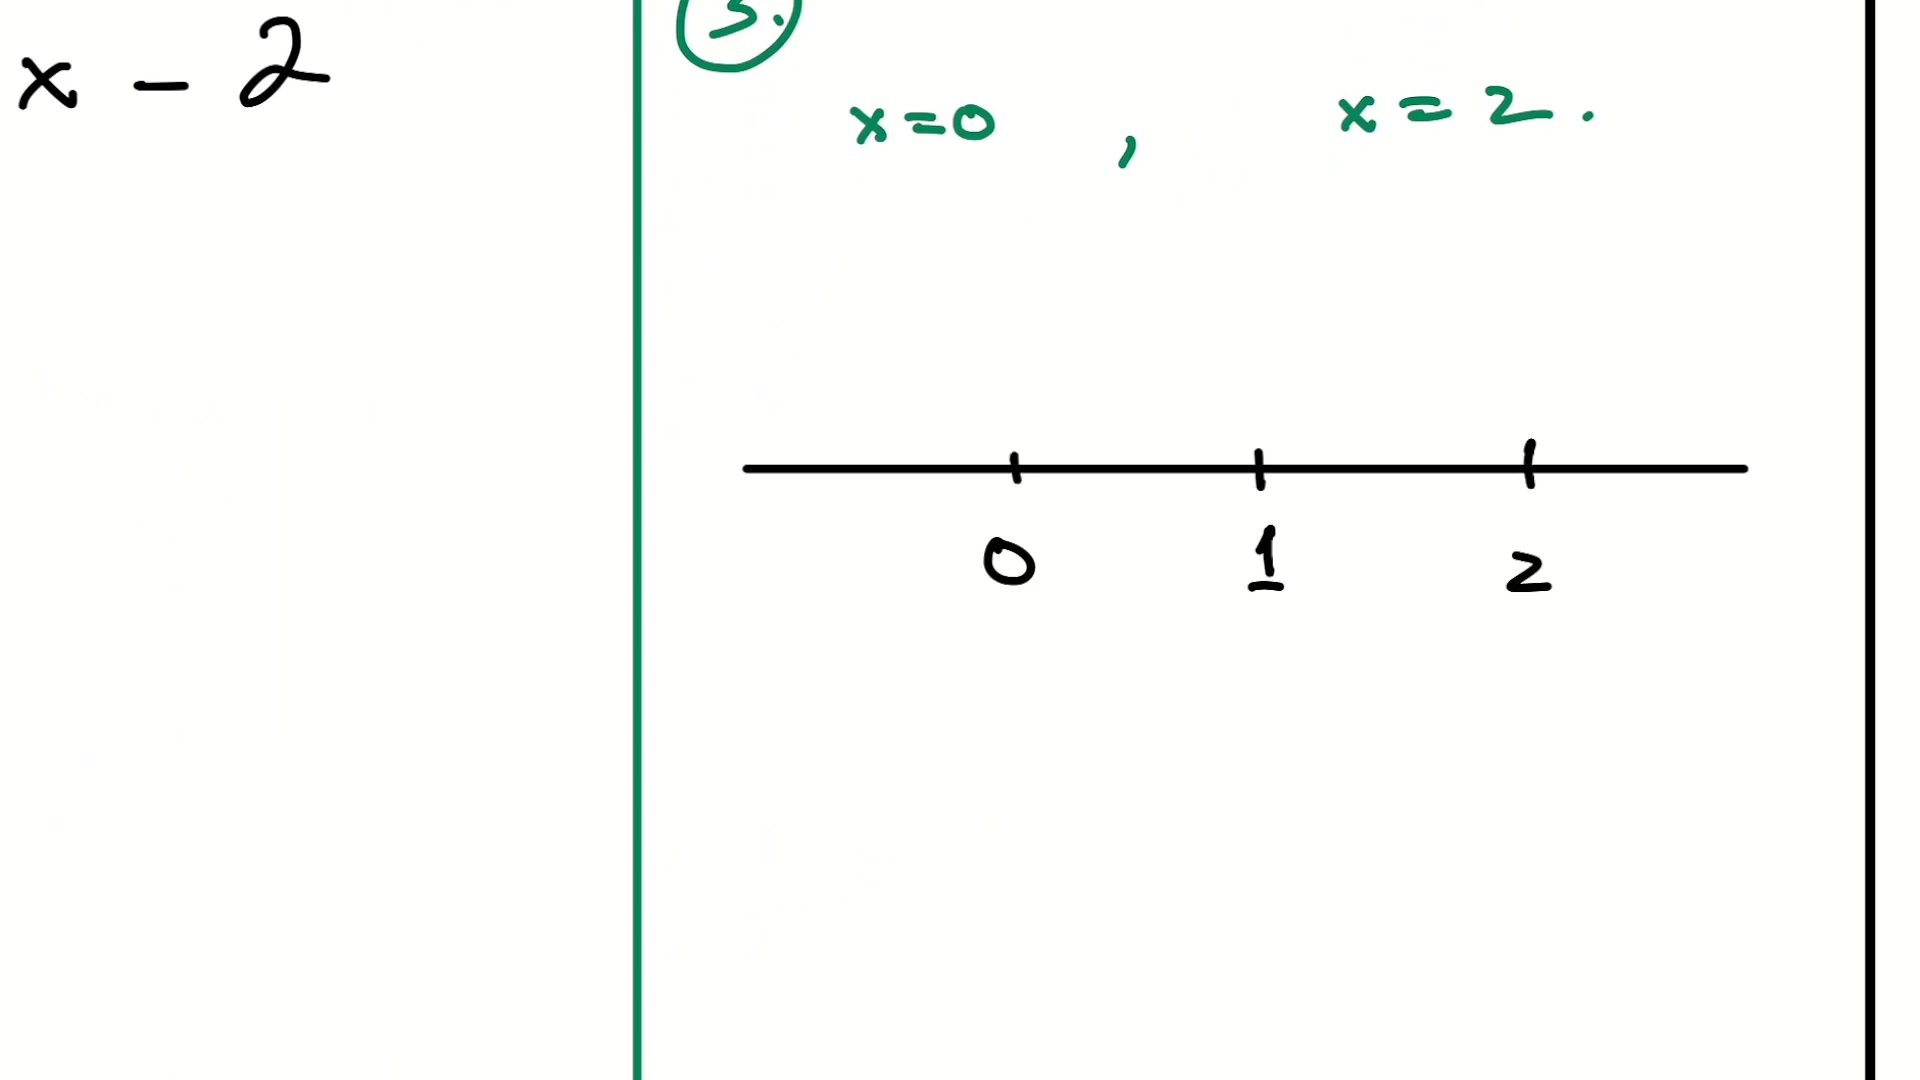 x - 2
3.
x=0 , x = 2.
0 1 2